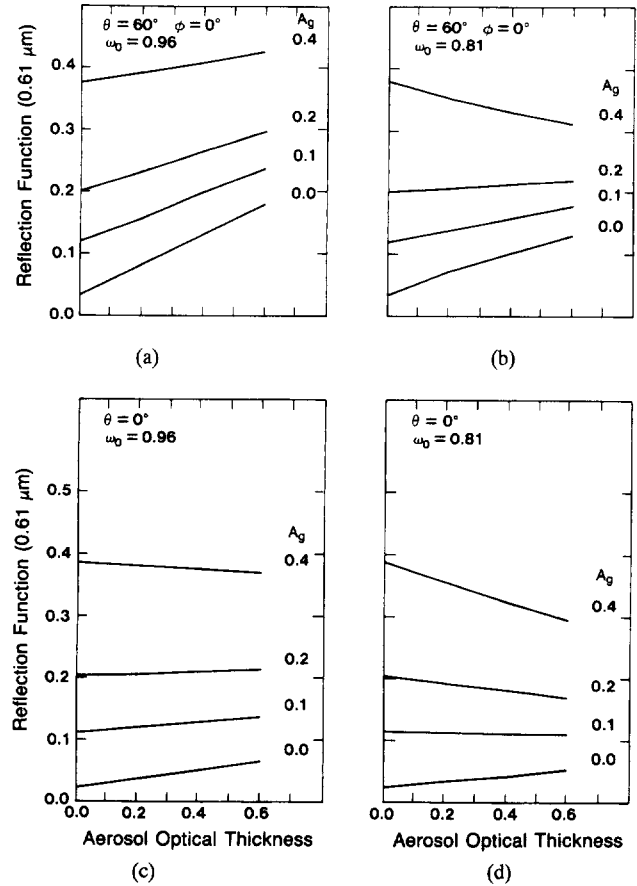 θ = 60° ϕ = 0°
ω₀ = 0.96
Ag
0.4
0.2
0.1
0.0
0.4
0.3
0.2
0.1
0.0
Reflection Function (0.61 μm)
(a)
θ = 60° ϕ = 0°
ω₀ = 0.81
Ag
0.4
0.2
0.1
0.0
(b)
θ = 0°
ω₀ = 0.96
Ag
0.4
0.2
0.1
0.0
0.5
0.4
0.3
0.2
0.1
0.0
Reflection Function (0.61 μm)
0.0 0.2 0.4 0.6
Aerosol Optical Thickness
(c)
θ = 0°
ω₀ = 0.81
Ag
0.4
0.2
0.1
0.0
0.0 0.2 0.4 0.6
Aerosol Optical Thickness
(d)